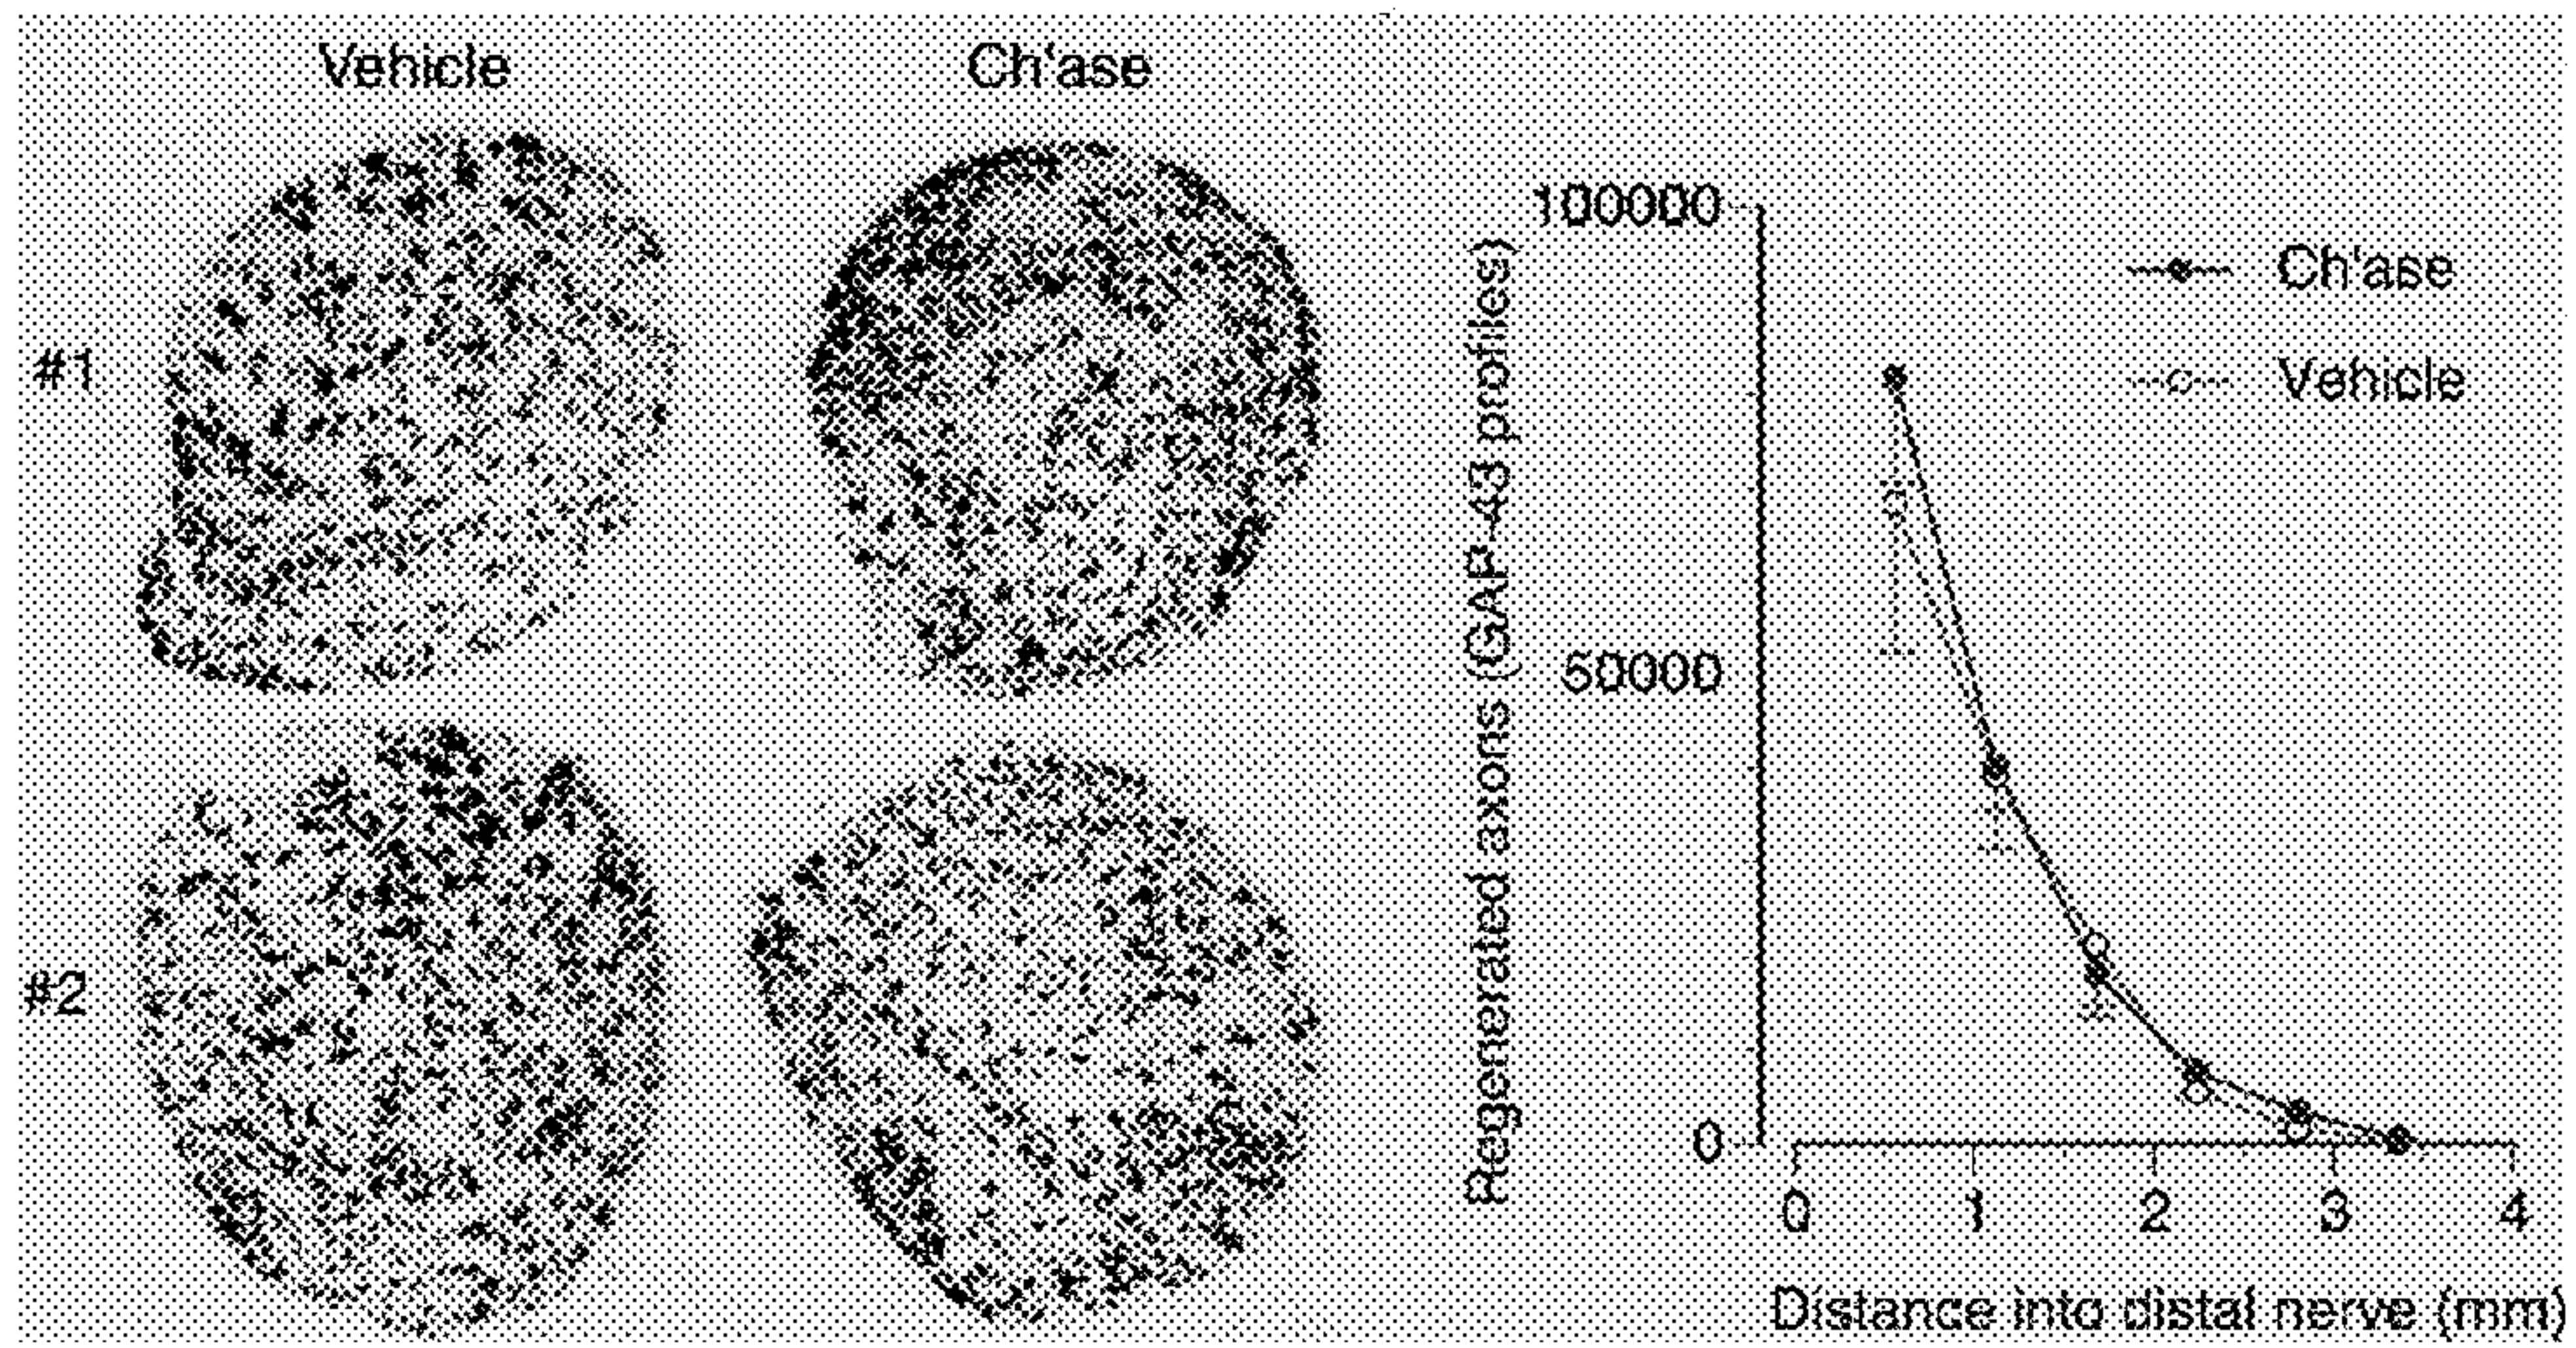 Vehicle
Ch'ase
#1
#2
Regenerated axons (GAP-43 profiles)
100000
50000
0
Ch'ase
Vehicle
0 1 2 3 4
Distance into distal nerve (mm)